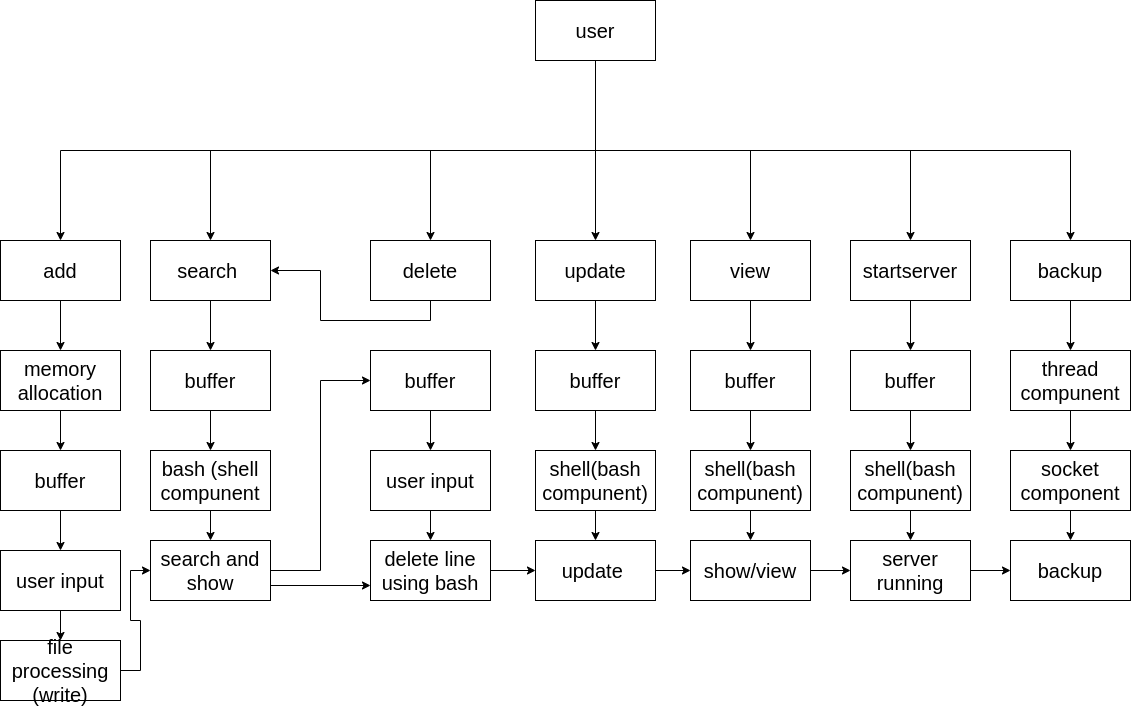 user
add
search
delete
update
view
startserver
backup
memory
allocation
buffer
buffer
buffer
buffer
buffer
thread
compunent
buffer
bash (shell
compunent
user input
shell(bash
compunent)
shell(bash
compunent)
shell(bash
compunent)
socket
component
user input
search and
show
delete line
using bash
update
show/view
server
running
backup
file
processing
(write)